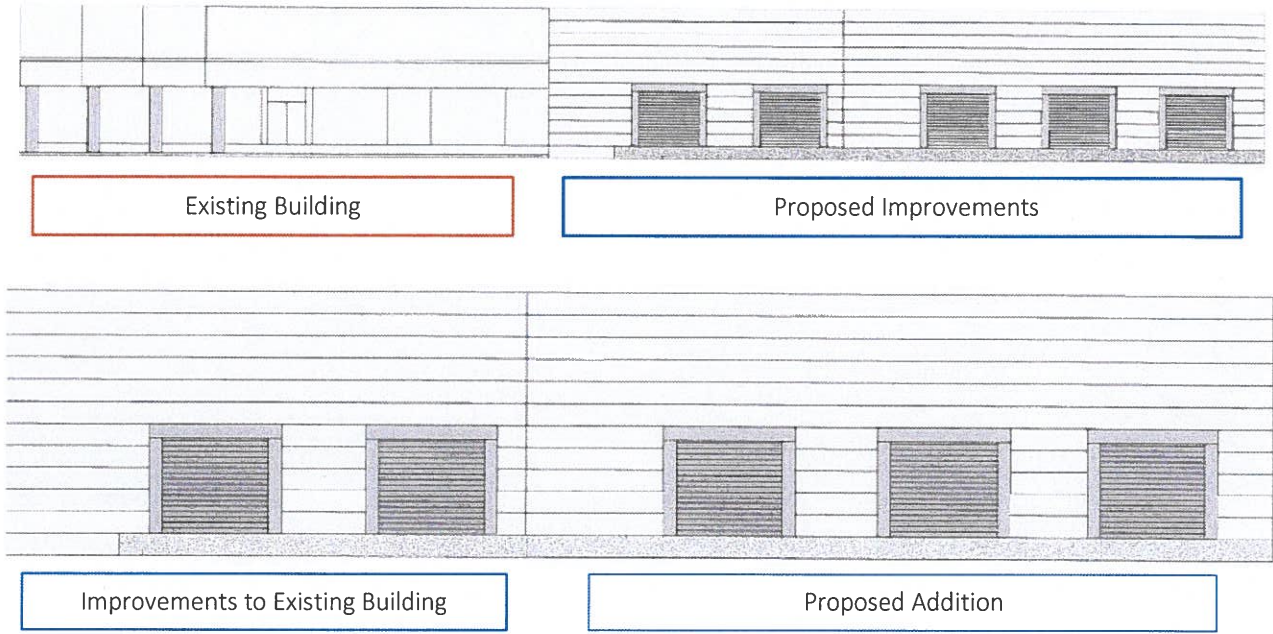 Existing Building
Proposed Improvements
Improvements to Existing Building
Proposed Addition